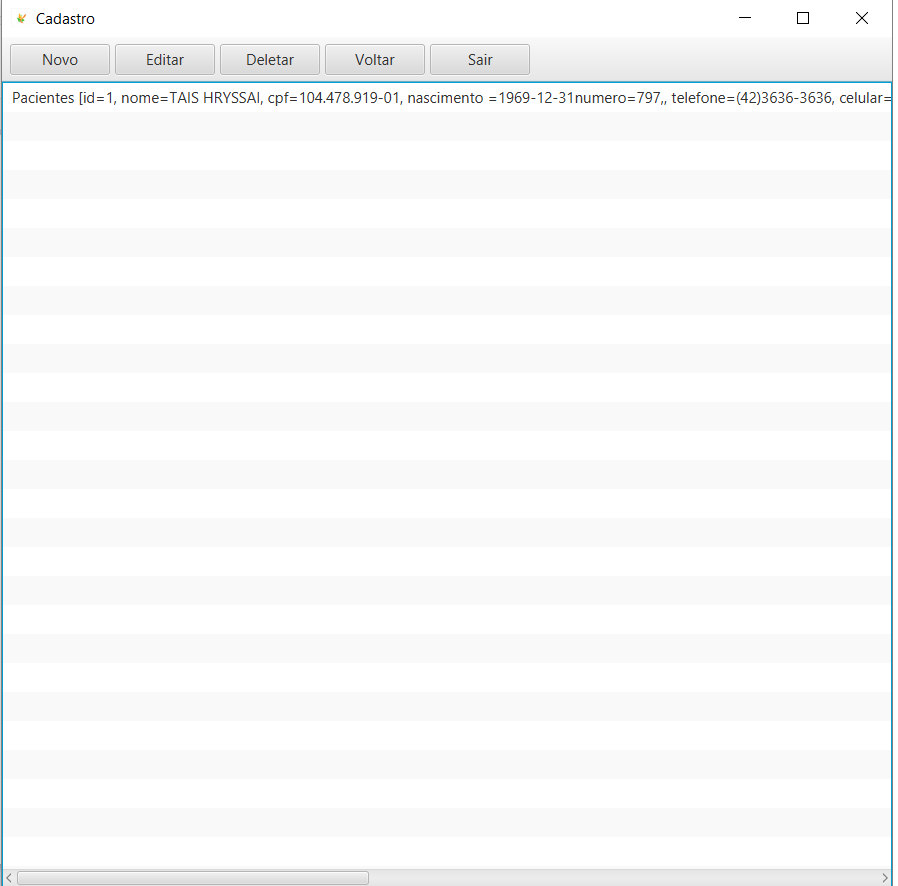 Cadastro
Novo Editar Deletar Voltar Sair
Pacientes [id=1, nome=TAIS HRYSSAI, cpf=104.478.919-01, nascimento =1969-12-31numero=797,, telefone=(42)3636-3636, celular=